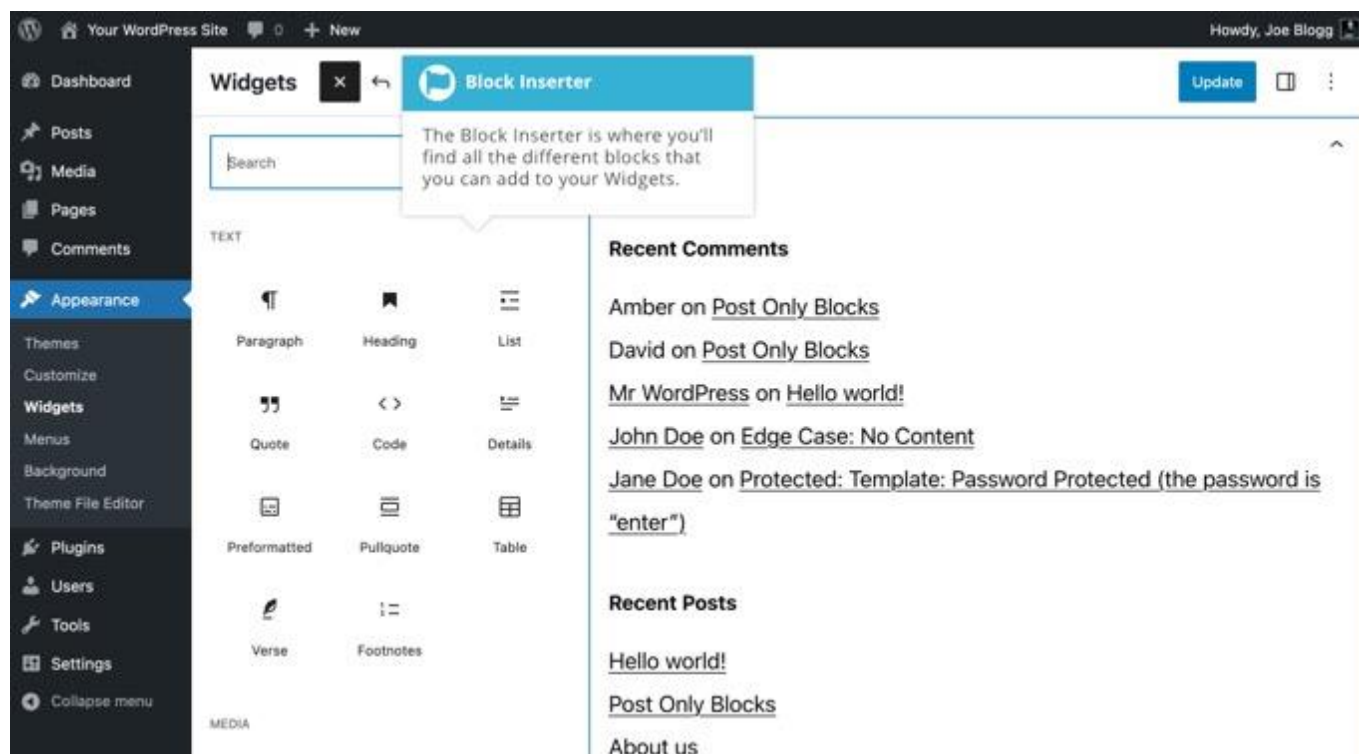 Your WordPress Site 0 + New
Howdy, Joe Blogg
Dashboard
Posts
Media
Pages
Comments
Appearance
Themes
Customize
Widgets
Menus
Background
Theme File Editor
Plugins
Users
Tools
Settings
Collapse menu
Widgets
Update
Block Inserter
The Block Inserter is where you'll
find all the different blocks that
you can add to your Widgets.
Search
TEXT
Paragraph Heading List
Quote Code Details
Preformatted Pullquote Table
Verse Footnotes
MEDIA
Recent Comments
Amber on Post Only Blocks
David on Post Only Blocks
Mr WordPress on Hello world!
John Doe on Edge Case: No Content
Jane Doe on Protected: Template: Password Protected (the password is
“enter”)
Recent Posts
Hello world!
Post Only Blocks
About us